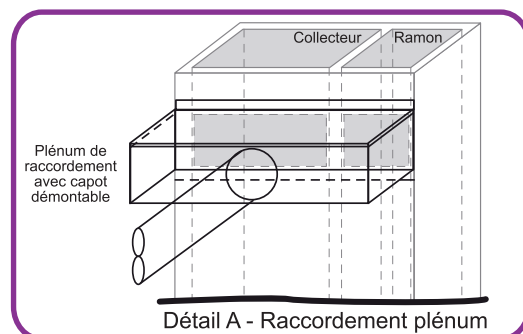 Collecteur
Ramon
Plénum de
raccordement
avec capot
démontable
Détail A - Raccordement plénum